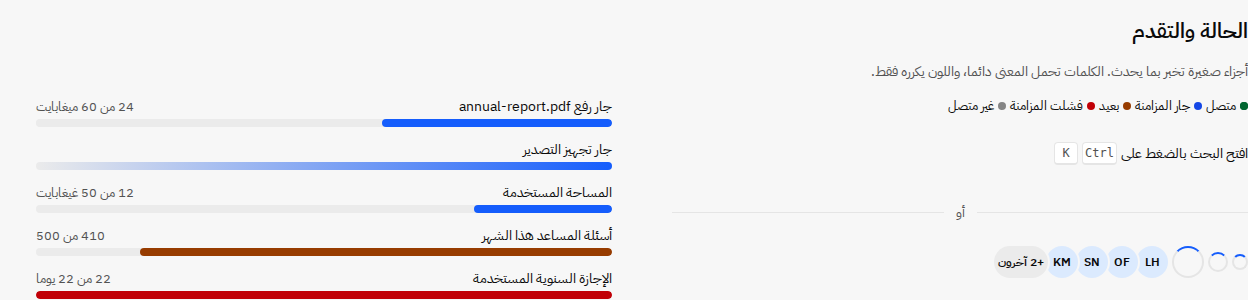 الحالة والتقدم
أجزاء صغيرة تخبر بما يحدث. الكلمات تحمل المعنى دائما، واللون يكرره فقط.
متصل جار المزامنة بعيد فشلت المزامنة غير متصل
افتح البحث بالضغط على Ctrl K
أو
LH OF SN KM +2 آخرون
جار رفع annual-report.pdf 24 من 60 ميغابايت
جار تجهيز التصدير
المساحة المستخدمة 12 من 50 غيغابايت
أسئلة المساعد هذا الشهر 410 من 500
الإجازة السنوية المستخدمة 22 من 22 يوما